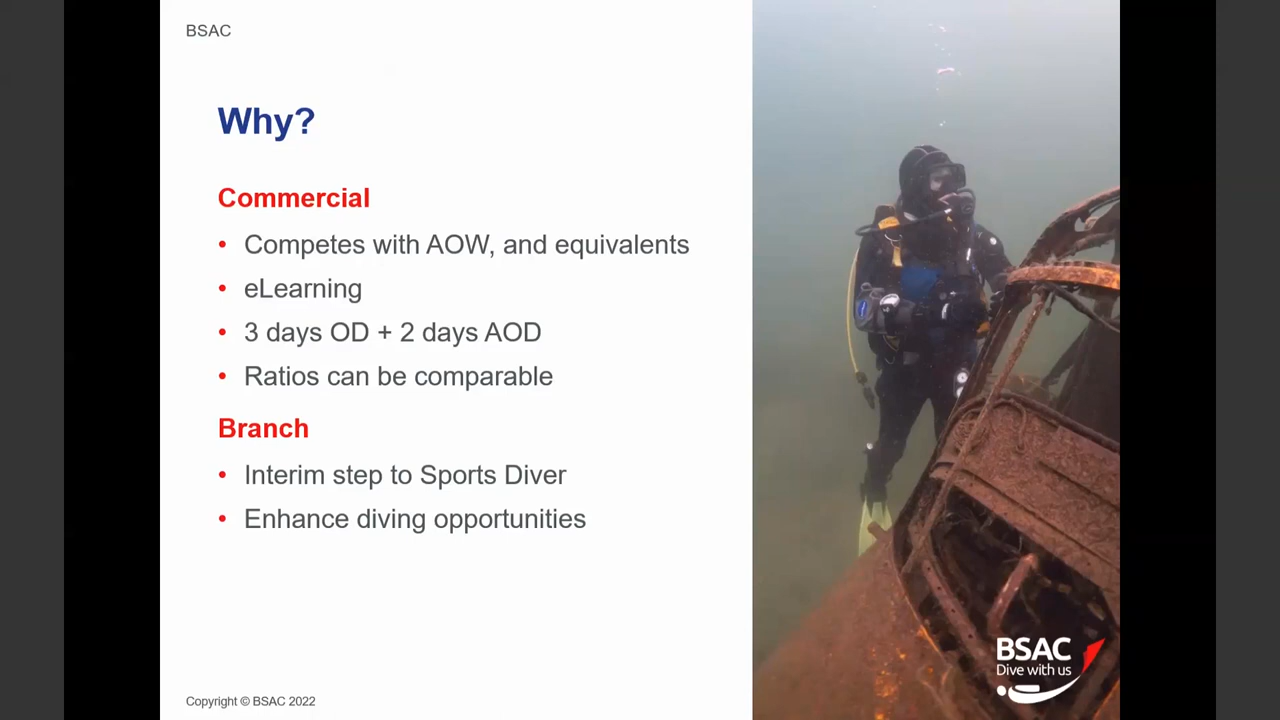 BSAC
Why?
Commercial
• Competes with AOW, and equivalents
• eLearning
• 3 days OD + 2 days AOD
• Ratios can be comparable
Branch
• Interim step to Sports Diver
• Enhance diving opportunities
BSAC
Dive with us
Copyright © BSAC 2022